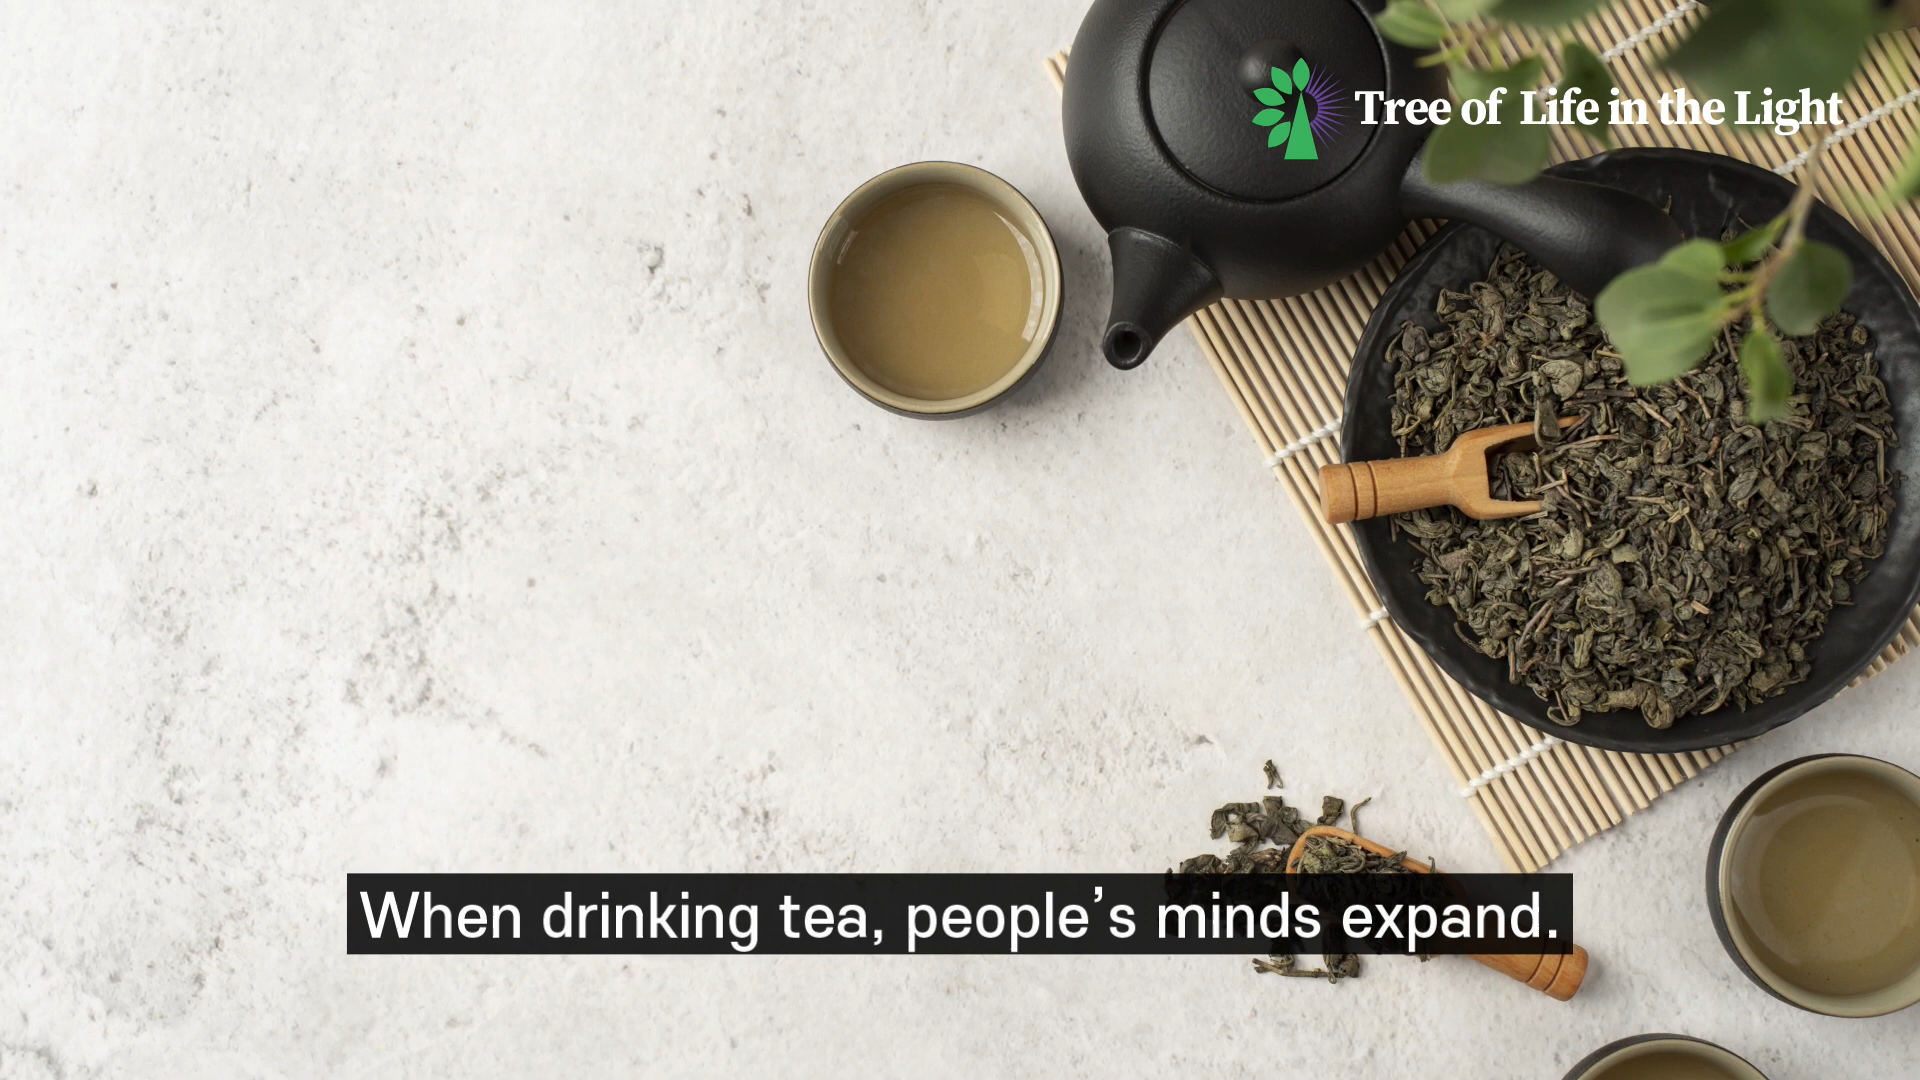 Tree of Life in the Light
When drinking tea, people’s minds expand.